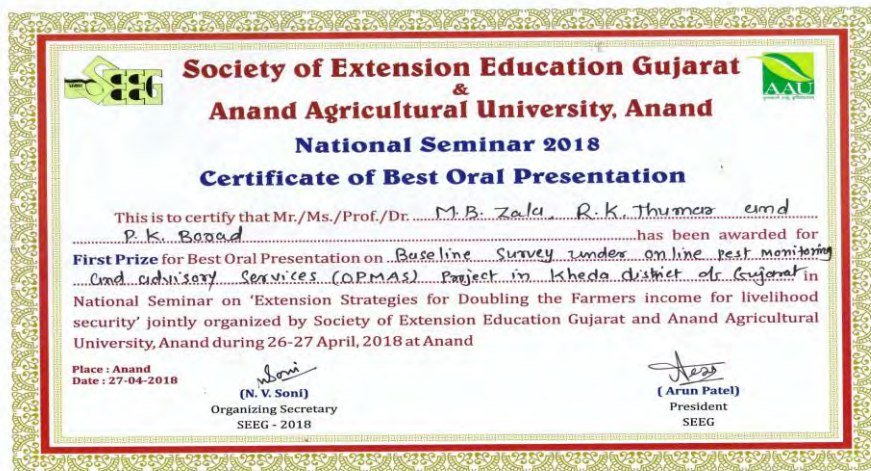 SEEG
AAU
Society of Extension Education Gujarat
&
Anand Agricultural University, Anand
National Seminar 2018
Certificate of Best Oral Presentation
This is to certify that Mr./Ms./Prof./Dr. M.B. Zala, R.K. Thumar and
P.K. Borad has been awarded for
First Prize for Best Oral Presentation on Baseline Survey under online pest monitoring
and advisory Services (OPMAS) Project in Kheda district of Gujarat in
National Seminar on 'Extension Strategies for Doubling the Farmers income for livelihood
security' jointly organized by Society of Extension Education Gujarat and Anand Agricultural
University, Anand during 26-27 April, 2018 at Anand
Place : Anand
Date : 27-04-2018
Soni
(N. V. Soni)
Organizing Secretary
SEEG - 2018
( Arun Patel)
President
SEEG